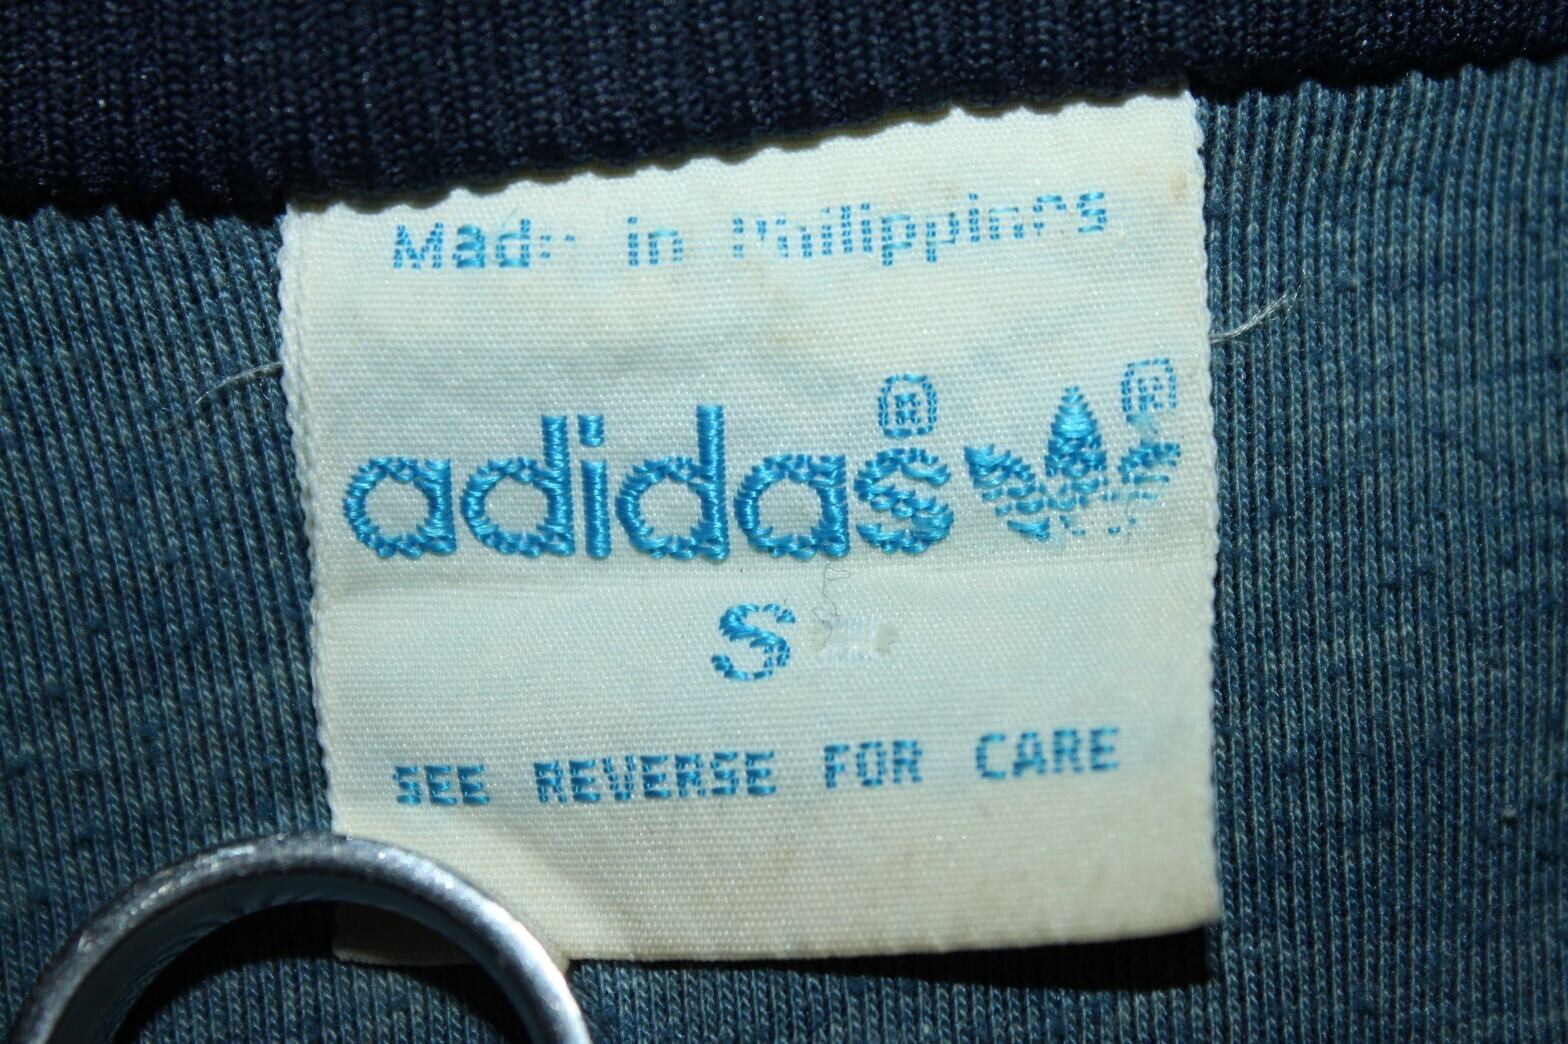 Made in Philippines
adidas® ®
S
SEE REVERSE FOR CARE